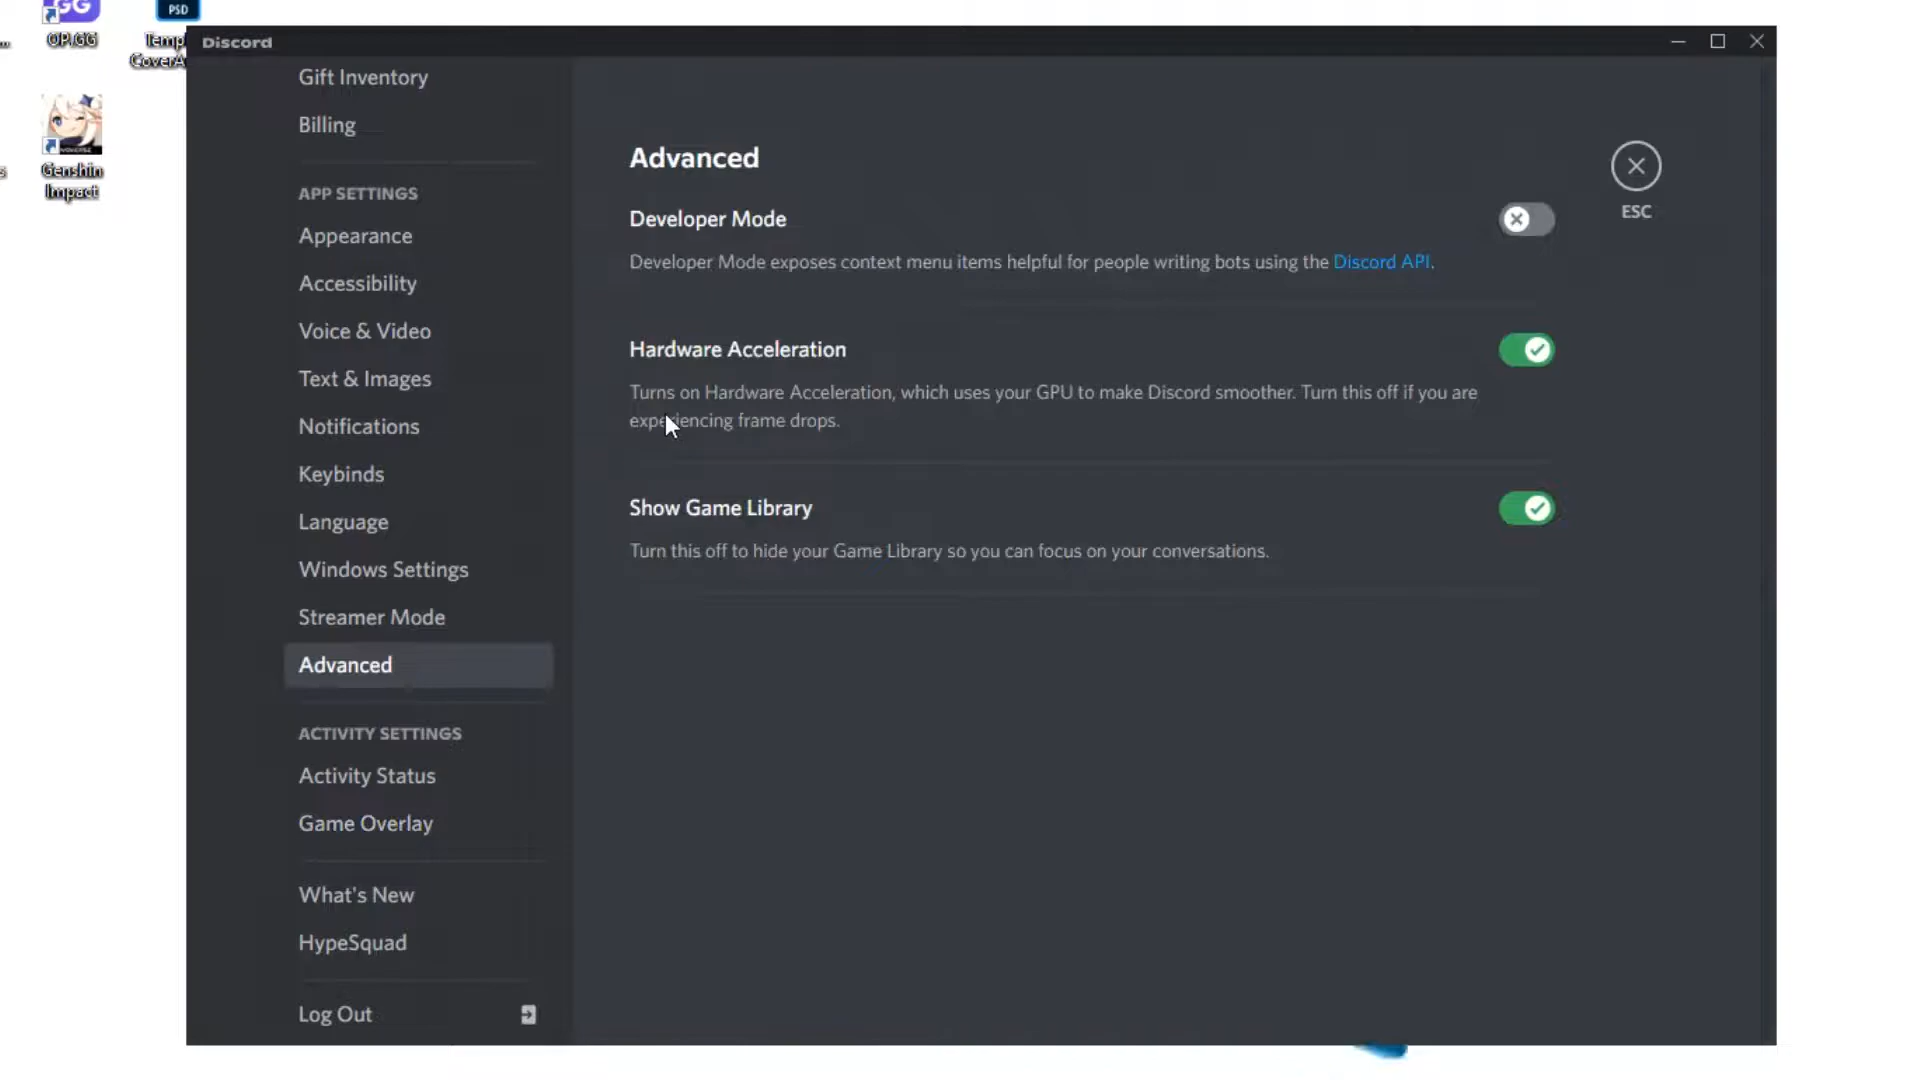 GG
OP.GG
PSD
Temp
CoverA
Genshin
Impact
Discord
Gift Inventory
Billing
APP SETTINGS
Appearance
Accessibility
Voice & Video
Text & Images
Notifications
Keybinds
Language
Windows Settings
Streamer Mode
Advanced
ACTIVITY SETTINGS
Activity Status
Game Overlay
What's New
HypeSquad
Log Out
Advanced
ESC
Developer Mode
Developer Mode exposes context menu items helpful for people writing bots using the Discord API.
Hardware Acceleration
Turns on Hardware Acceleration, which uses your GPU to make Discord smoother. Turn this off if you are
experiencing frame drops.
Show Game Library
Turn this off to hide your Game Library so you can focus on your conversations.